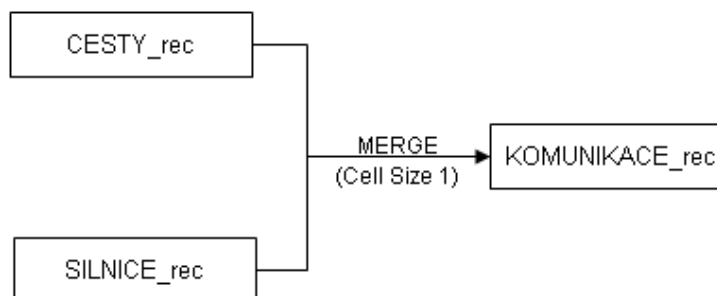 CESTY_rec
MERGE
(Cell Size 1)
KOMUNIKACE_rec
SILNICE_rec